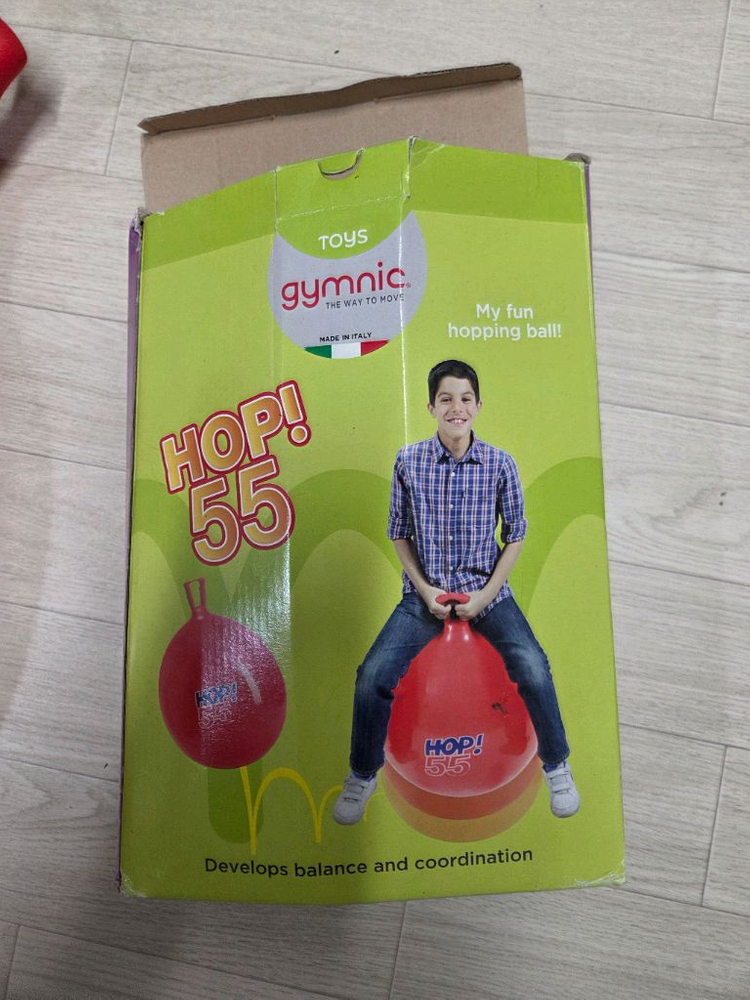 TOYS
gymnic®
THE WAY TO MOVE
MADE IN ITALY
My fun
hopping ball!
HOP!
55
HOP!
55
HOP!
55
Develops balance and coordination